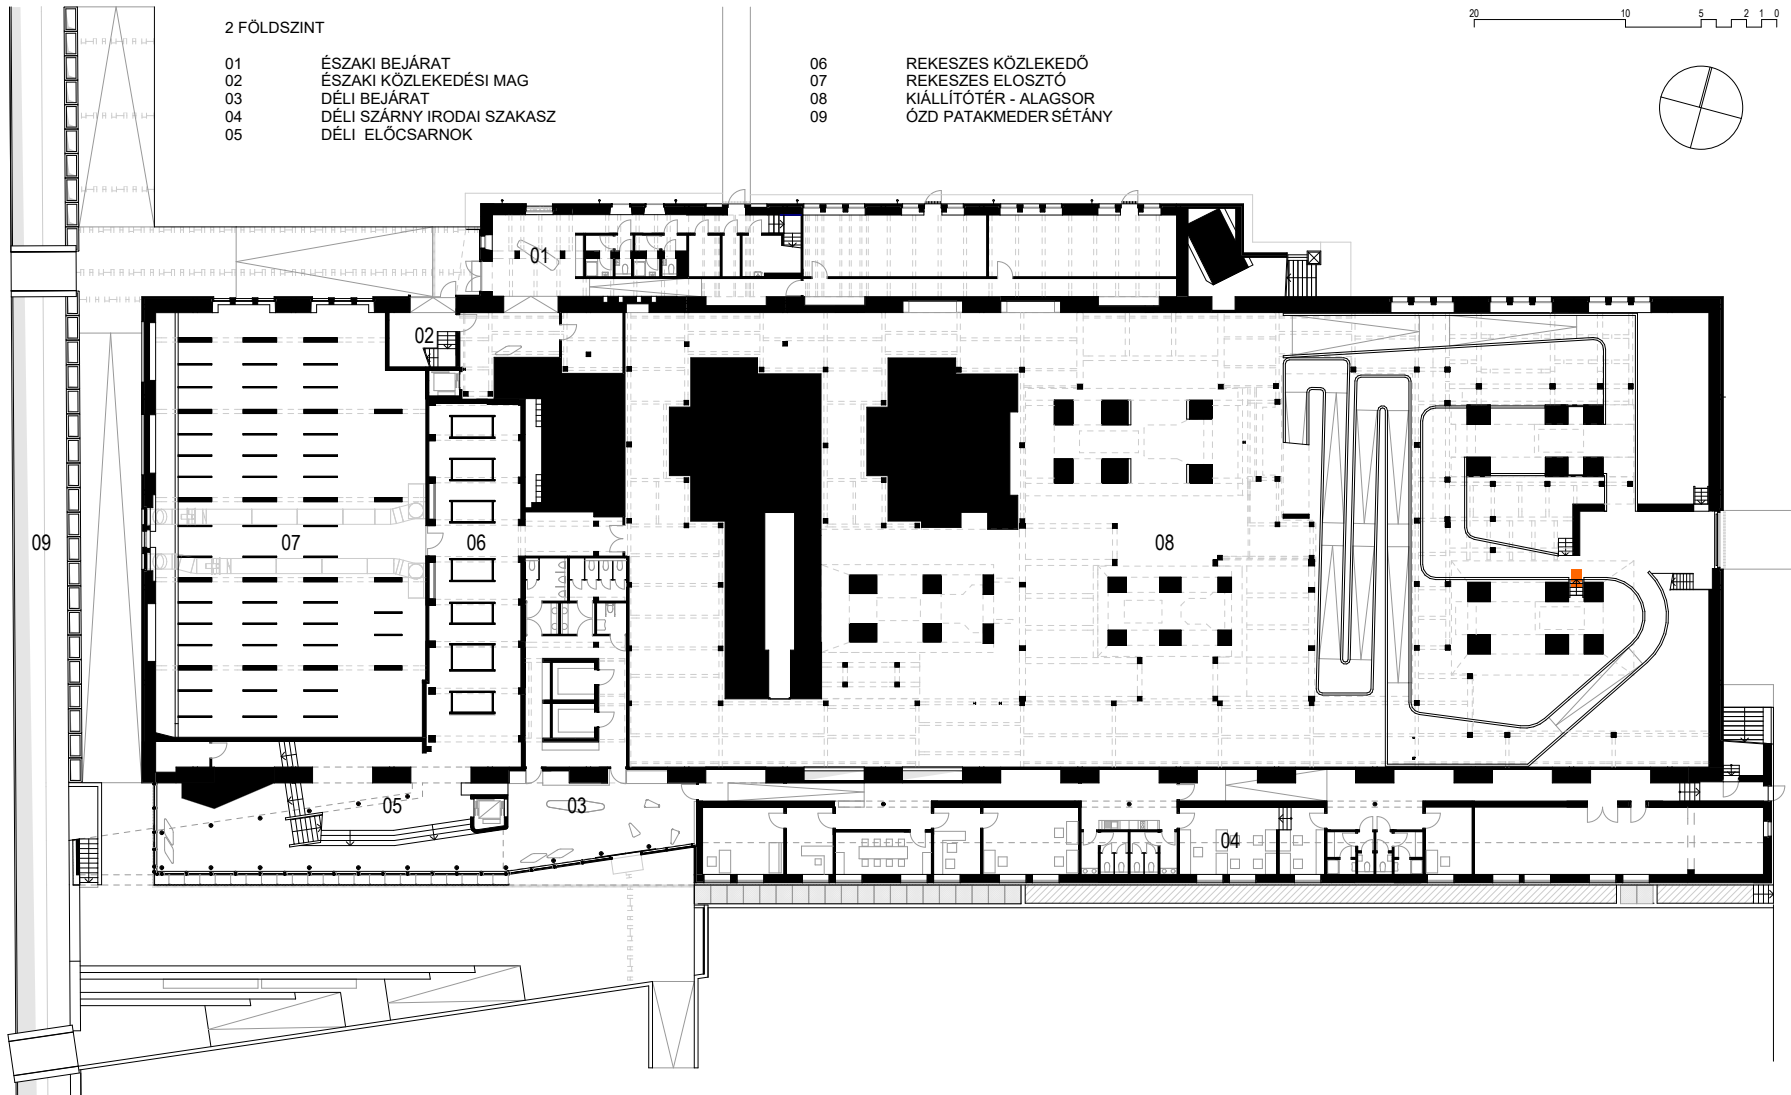 2 FÖLDSZINT
01 ÉSZAKI BEJÁRAT
02 ÉSZAKI KÖZLEKEDÉSI MAG
03 DÉLI BEJÁRAT
04 DÉLI SZÁRNY IRODAI SZAKASZ
05 DÉLI ELŐCSARNOK
06 REKESZES KÖZLEKEDŐ
07 REKESZES ELOSZTÓ
08 KIÁLLÍTÓTÉR - ALAGSOR
09 ÓZD PATAKMEDER SÉTÁNY
20 10 5 2 1 0
01
02
09
07
06
08
05
03
04